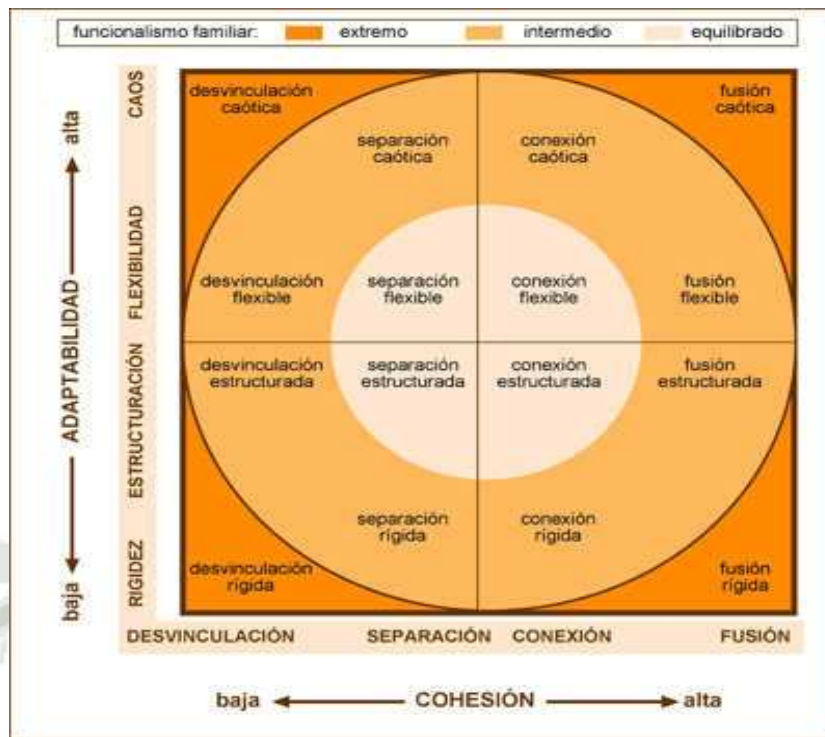 funcionalismo familiar: extremo intermedio equilibrado
desvinculación
caótica
fusión
caótica
separación
caótica
conexión
caótica
desvinculación
flexible
separación
flexible
conexión
flexible
fusión
flexible
desvinculación
estructurada
separación
estructurada
conexión
estructurada
fusión
estructurada
separación
rígida
conexión
rígida
desvinculación
rígida
fusión
rígida
alta
ADAPTABILIDAD
baja
CAOS
FLEXIBILIDAD
ESTRUCTURACIÓN
RIGIDEZ
DESVINCULACIÓN SEPARACIÓN CONEXIÓN FUSIÓN
baja COHESIÓN alta